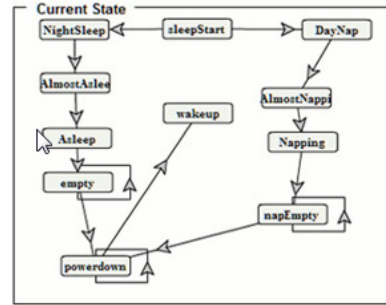 Current State
NightSleep sleepStart DayNap
AlmostAslee
AlmostNappi
wakeup
Asleep
Napping
empty
napEmpty
powerdown